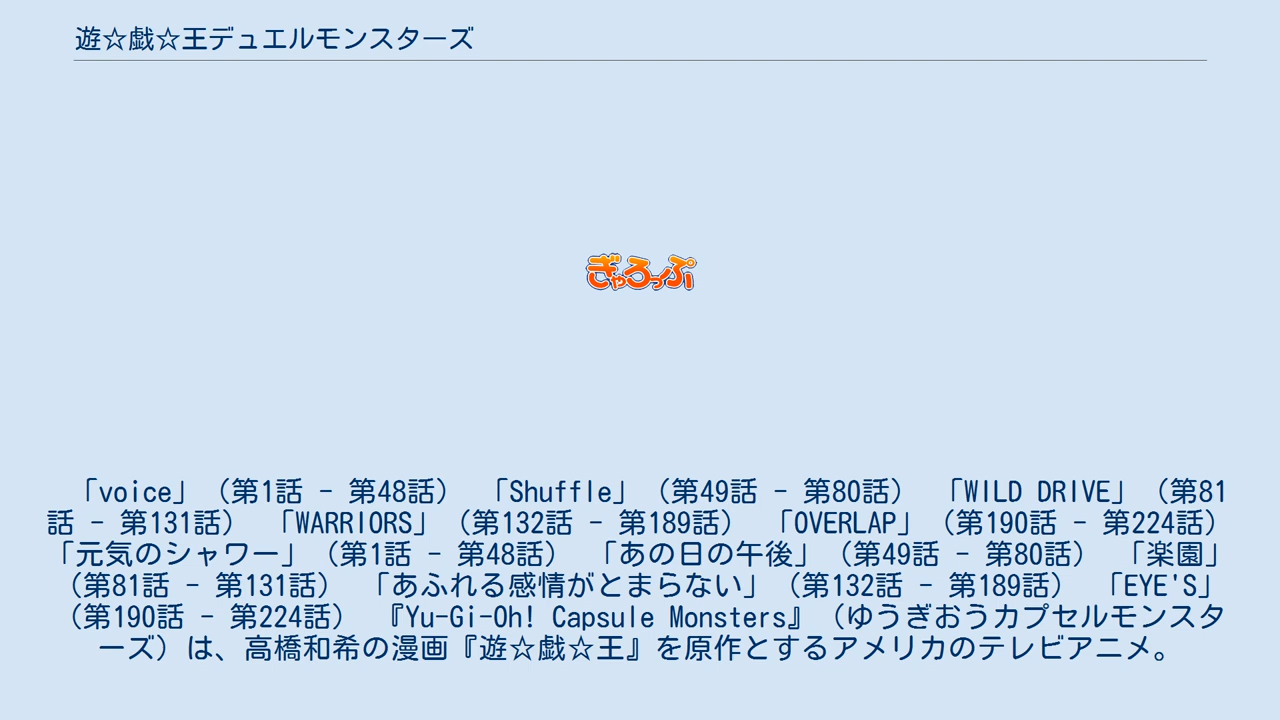 遊☆戯☆王デュエルモンスターズ
ぎゃろっぷ
「voice」（第1話 - 第48話）　「Shuffle」（第49話 - 第80話）　「WILD DRIVE」（第81
話 - 第131話）　「WARRIORS」（第132話 - 第189話）　「OVERLAP」（第190話 - 第224話）
「元気のシャワー」（第1話 - 第48話）　「あの日の午後」（第49話 - 第80話）　「楽園」
（第81話 - 第131話）　「あふれる感情がとまらない」（第132話 - 第189話）　「EYE'S」
（第190話 - 第224話）　『Yu-Gi-Oh! Capsule Monsters』（ゆうぎおうカプセルモンスタ
ーズ）は、高橋和希の漫画『遊☆戯☆王』を原作とするアメリカのテレビアニメ。